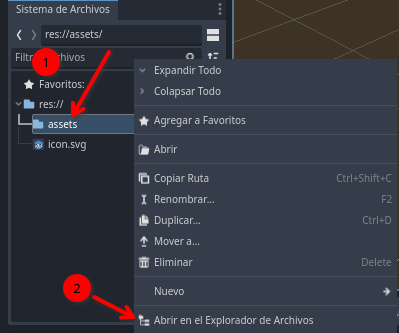 Sistema de Archivos
res://assets/
Filtrar Archivos
1
Favoritos:
res://
assets
icon.svg
Expandir Todo
Colapsar Todo
Agregar a Favoritos
Abrir
Copiar Ruta Ctrl+Shift+C
Renombrar... F2
Duplicar... Ctrl+D
Mover a...
Eliminar Delete
Nuevo
2
Abrir en el Explorador de Archivos